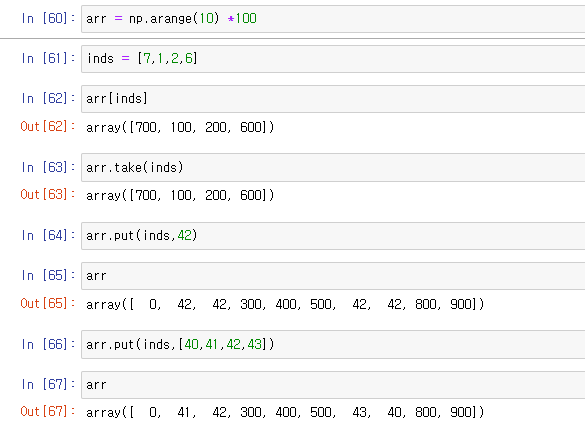 In [60]: arr = np.arange(10) *100
In [61]: inds = [7,1,2,6]
In [62]: arr[inds]
Out[62]: array([700, 100, 200, 600])
In [63]: arr.take(inds)
Out[63]: array([700, 100, 200, 600])
In [64]: arr.put(inds,42)
In [65]: arr
Out[65]: array([  0,  42,  42, 300, 400, 500,  42,  42, 800, 900])
In [66]: arr.put(inds,[40,41,42,43])
In [67]: arr
Out[67]: array([  0,  41,  42, 300, 400, 500,  43,  40, 800, 900])